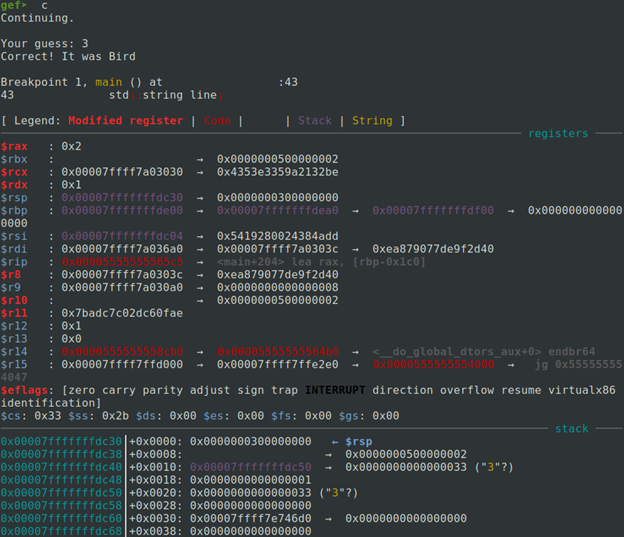 gef➤  c
Continuing.
Your guess: 3
Correct! It was Bird
Breakpoint 1, main () at :43
43 std::string line;
[ Legend: Modified register | Code | | Stack | String ]
registers
$rax : 0x2
$rbx : → 0x0000000500000002
$rcx : 0x00007ffff7a03030 → 0x4353e3359a2132be
$rdx : 0x1
$rsp : 0x00007fffffffdc30 → 0x0000000300000000
$rbp : 0x00007fffffffde00 → 0x00007fffffffdea0 → 0x00007fffffffdf00 → 0x000000000000
0000
$rsi : 0x00007fffffffdc04 → 0x5419280024384add
$rdi : 0x00007ffff7a036a0 → 0x00007ffff7a0303c → 0xea879077de9f2d40
$rip : 0x00005555555565c5 → <main+204> lea rax, [rbp-0x1c0]
$r8 : 0x00007ffff7a0303c → 0xea879077de9f2d40
$r9 : 0x00007ffff7a030a0 → 0x0000000000000008
$r10 : → 0x0000000500000002
$r11 : 0x7badc7c02dc60fae
$r12 : 0x1
$r13 : 0x0
$r14 : 0x0000555555558cb0 → → <__do_global_dtors_aux+0> endbr64
$r15 : 0x00007ffff7ffd000 → 0x00007ffff7ffe2e0 → 0x0000555555554000 → jg 0x55555555
4047
$eflags: [zero carry parity adjust sign trap INTERRUPT direction overflow resume virtualx86
identification]
$cs: 0x33 $ss: 0x2b $ds: 0x00 $es: 0x00 $fs: 0x00 $gs: 0x00
stack
0x00007fffffffdc30│+0x0000: 0x0000000300000000 ← $rsp
0x00007fffffffdc38│+0x0008: → 0x0000000500000002
0x00007fffffffdc40│+0x0010: 0x00007fffffffdc50 → 0x0000000000000033 ("3"?)
0x00007fffffffdc48│+0x0018: 0x0000000000000001
0x00007fffffffdc50│+0x0020: 0x0000000000000033 ("3"?)
0x00007fffffffdc58│+0x0028: 0x0000000000000000
0x00007fffffffdc60│+0x0030: 0x00007ffff7e746d0 → 0x0000000000000000
0x00007fffffffdc68│+0x0038: 0x0000000000000000